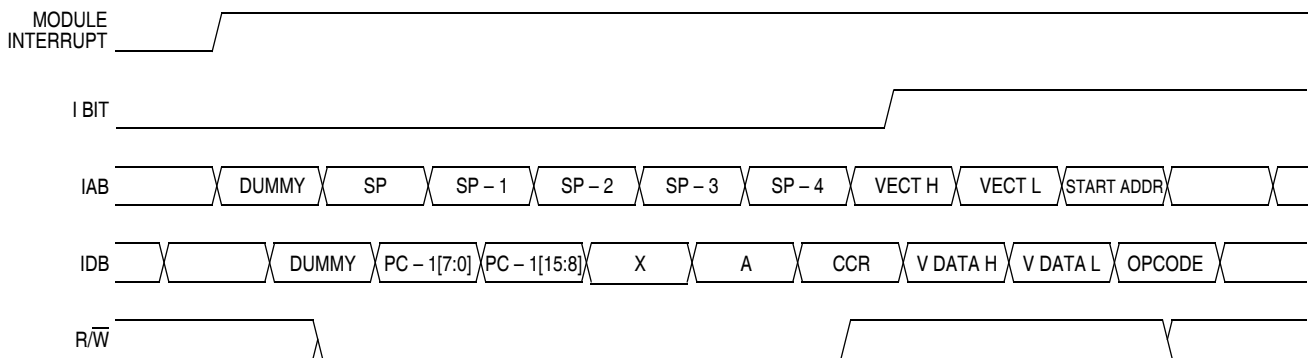 MODULE
INTERRUPT
I BIT
IAB DUMMY SP SP – 1 SP – 2 SP – 3 SP – 4 VECT H VECT L START ADDR
IDB DUMMY PC – 1[7:0] PC – 1[15:8] X A CCR V DATA H V DATA L OPCODE
R/W̅